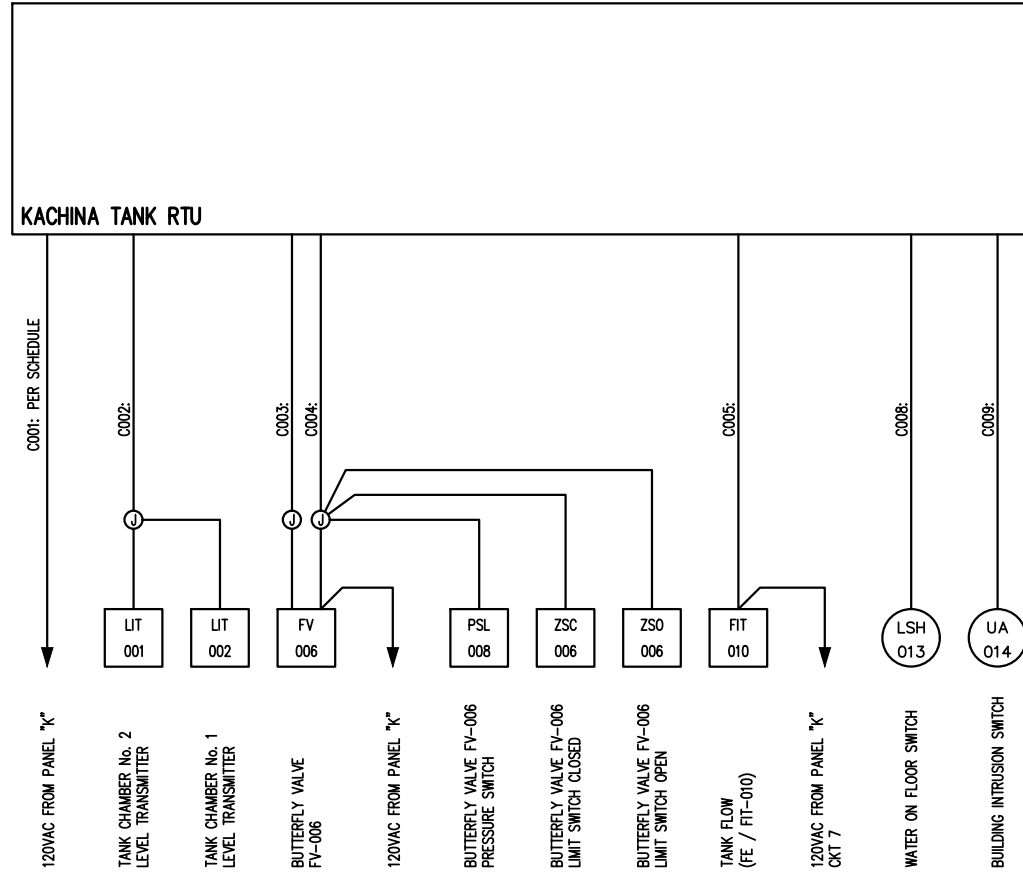 KACHINA TANK RTU
C001: PER SCHEDULE
C002:
C003:
C004:
C005:
C008:
C009:
J
J
J
LIT
001
LIT
002
FV
006
PSL
008
ZSC
006
ZSO
006
FIT
010
LSH
013
UA
014
120VAC FROM PANEL "K"
TANK CHAMBER No. 2
LEVEL TRANSMITTER
TANK CHAMBER No. 1
LEVEL TRANSMITTER
BUTTERFLY VALVE
FV-006
120VAC FROM PANEL "K"
BUTTERFLY VALVE FV-006
PRESSURE SWITCH
BUTTERFLY VALVE FV-006
LIMIT SWITCH CLOSED
BUTTERFLY VALVE FV-006
LIMIT SWITCH OPEN
TANK FLOW
(FE / FIT-010)
120VAC FROM PANEL "K"
CKT 7
WATER ON FLOOR SWITCH
BUILDING INTRUSION SWITCH